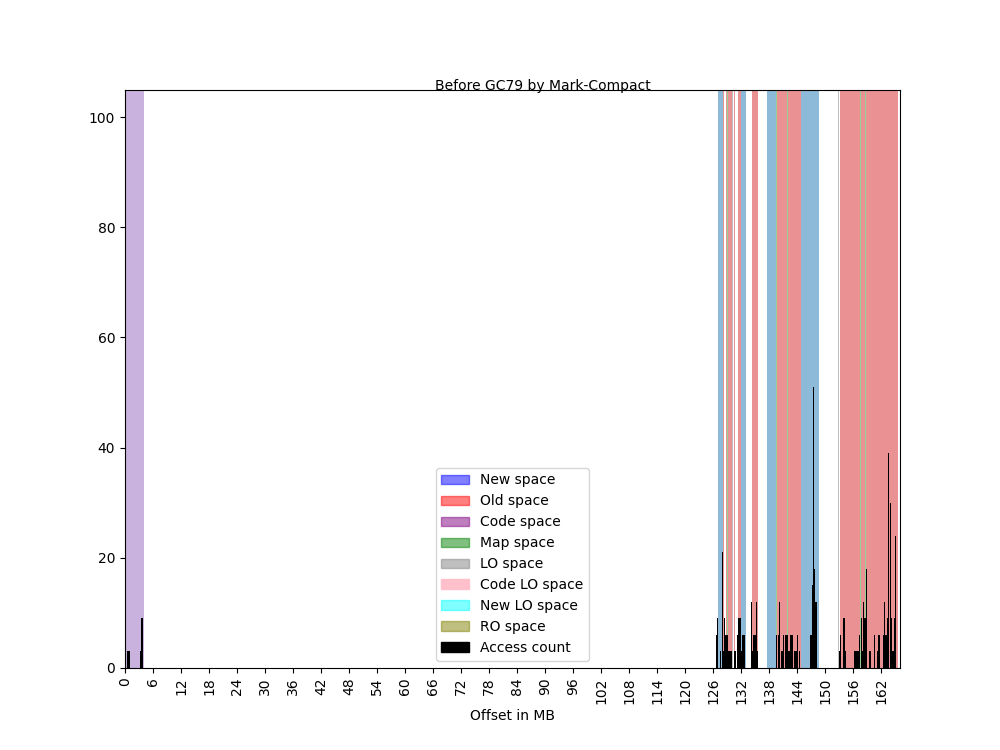 Before GC79 by Mark-Compact
100
80
60
40
20
0
New space
Old space
Code space
Map space
LO space
Code LO space
New LO space
RO space
Access count
0 6 12 18 24 30 36 42 48 54 60 66 72 78 84 90 96 102 108 114 120 126 132 138 144 150 156 162
Offset in MB